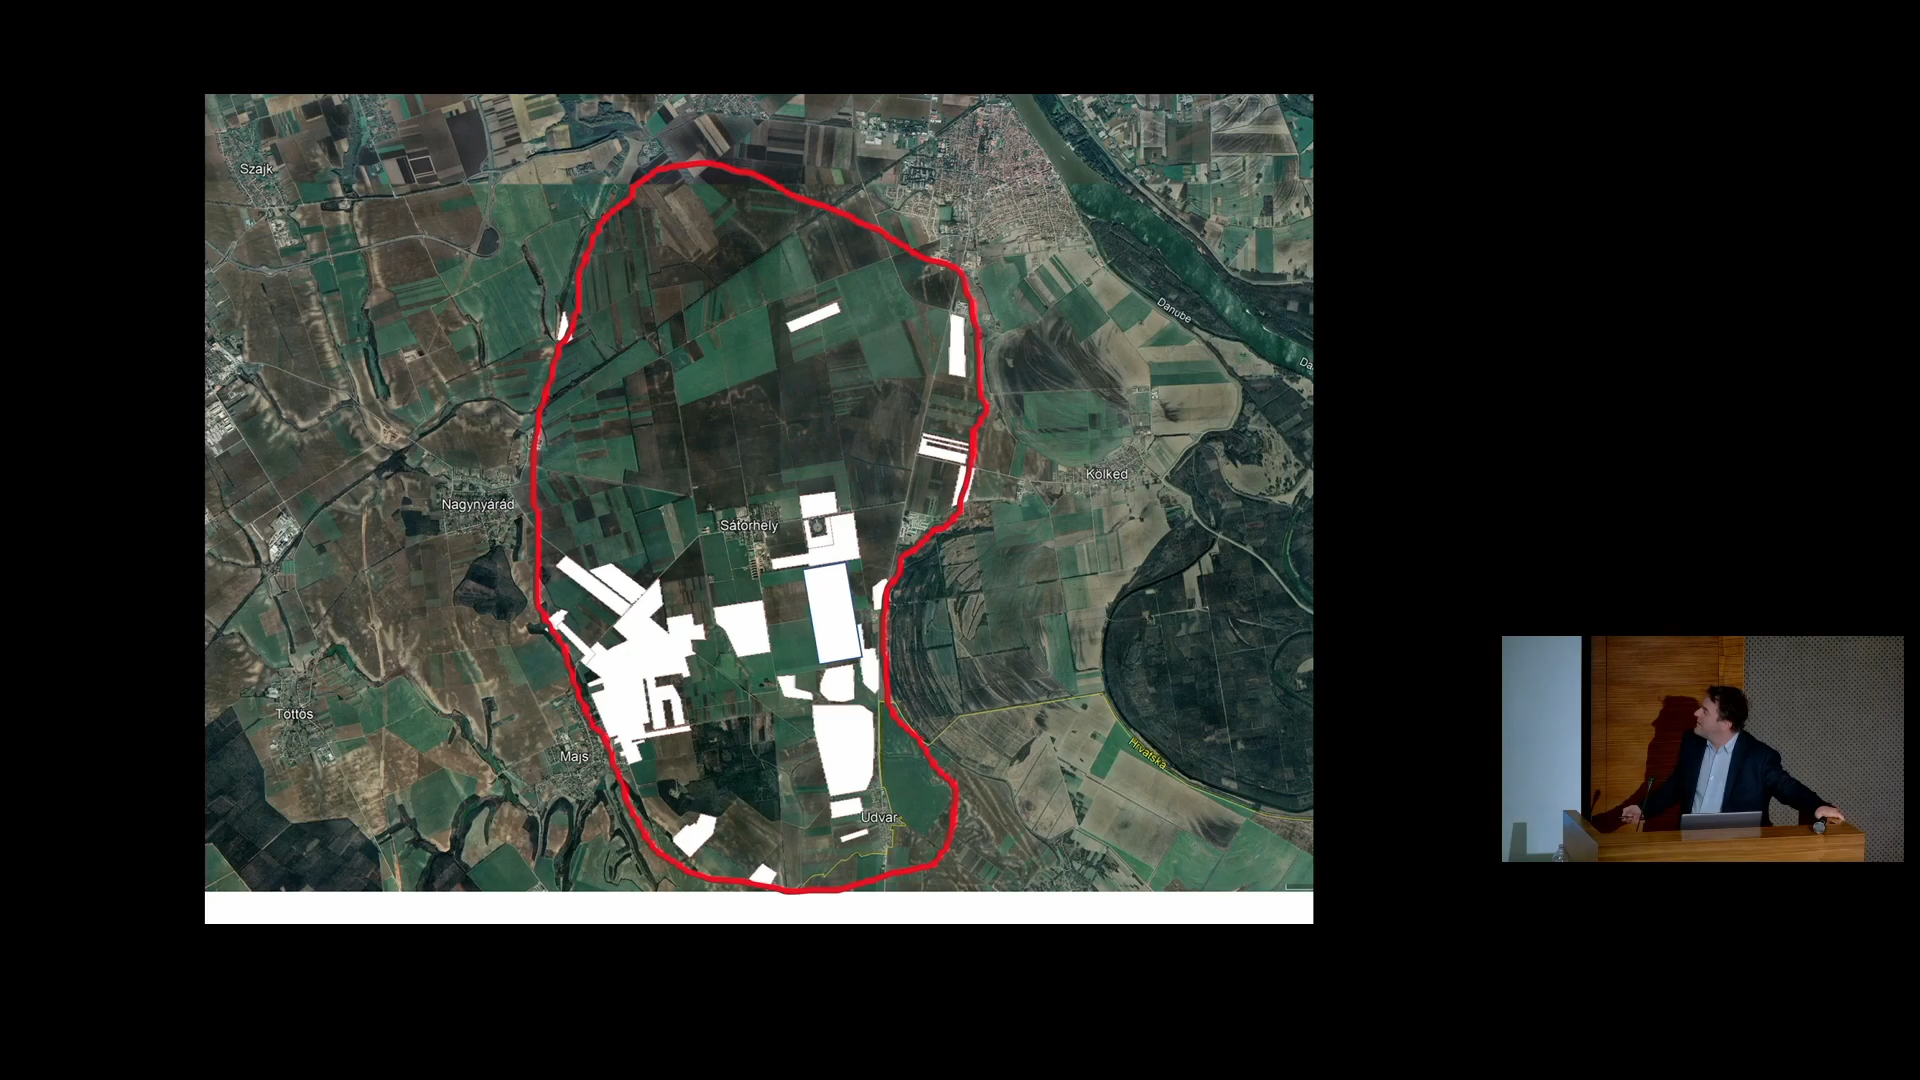 Szajk
Danube
Kölked
Nagynyárád
Sátorhely
Töttös
Majs
Hrvatska
Udvar